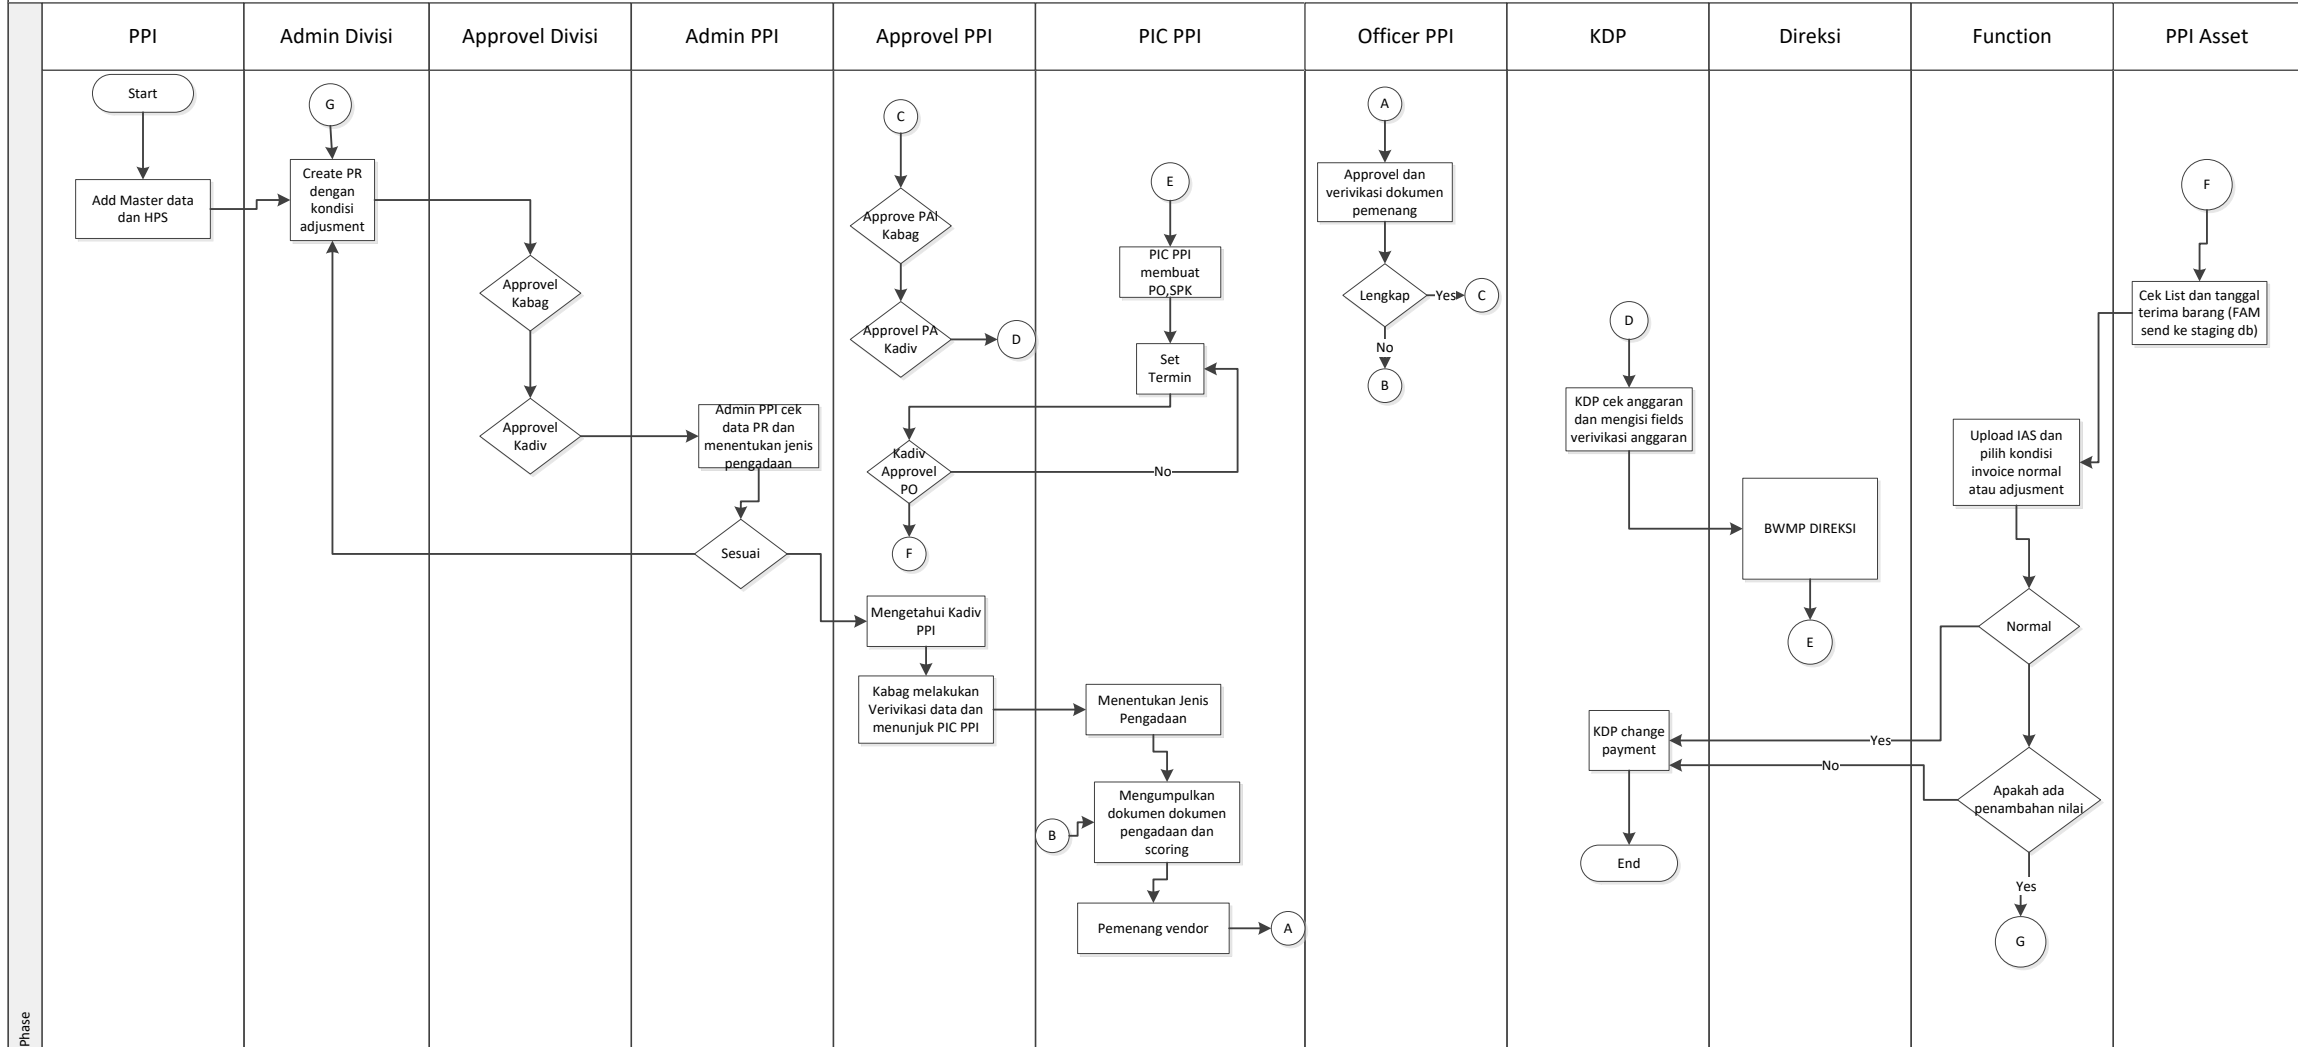 PPI
Admin Divisi
Approvel Divisi
Admin PPI
Approvel PPI
PIC PPI
Officer PPI
KDP
Direksi
Function
PPI Asset
Phase
Start
Add Master data
dan HPS
G
Create PR
dengan
kondisi
adjusment
Approvel
Kabag
Approvel
Kadiv
Admin PPI cek
data PR dan
menentukan jenis
pengadaan
Sesuai
C
Approve PAI
Kabag
Approvel PA
Kadiv
D
Kadiv
Approvel
PO
No
F
Mengetahui Kadiv
PPI
Kabag melakukan
Verivikasi data dan
menunjuk PIC PPI
E
PIC PPI
membuat
PO,SPK
Set
Termin
Menentukan Jenis
Pengadaan
B
Mengumpulkan
dokumen dokumen
pengadaan dan
scoring
Pemenang vendor
A
A
Approvel dan
verivikasi dokumen
pemenang
Lengkap
Yes
C
No
B
D
KDP cek anggaran
dan mengisi fields
verivikasi anggaran
KDP change
payment
End
BWMP DIREKSI
E
Yes
No
Upload IAS dan
pilih kondisi
invoice normal
atau adjusment
Normal
Apakah ada
penambahan nilai
Yes
G
F
Cek List dan tanggal
terima barang (FAM
send ke staging db)